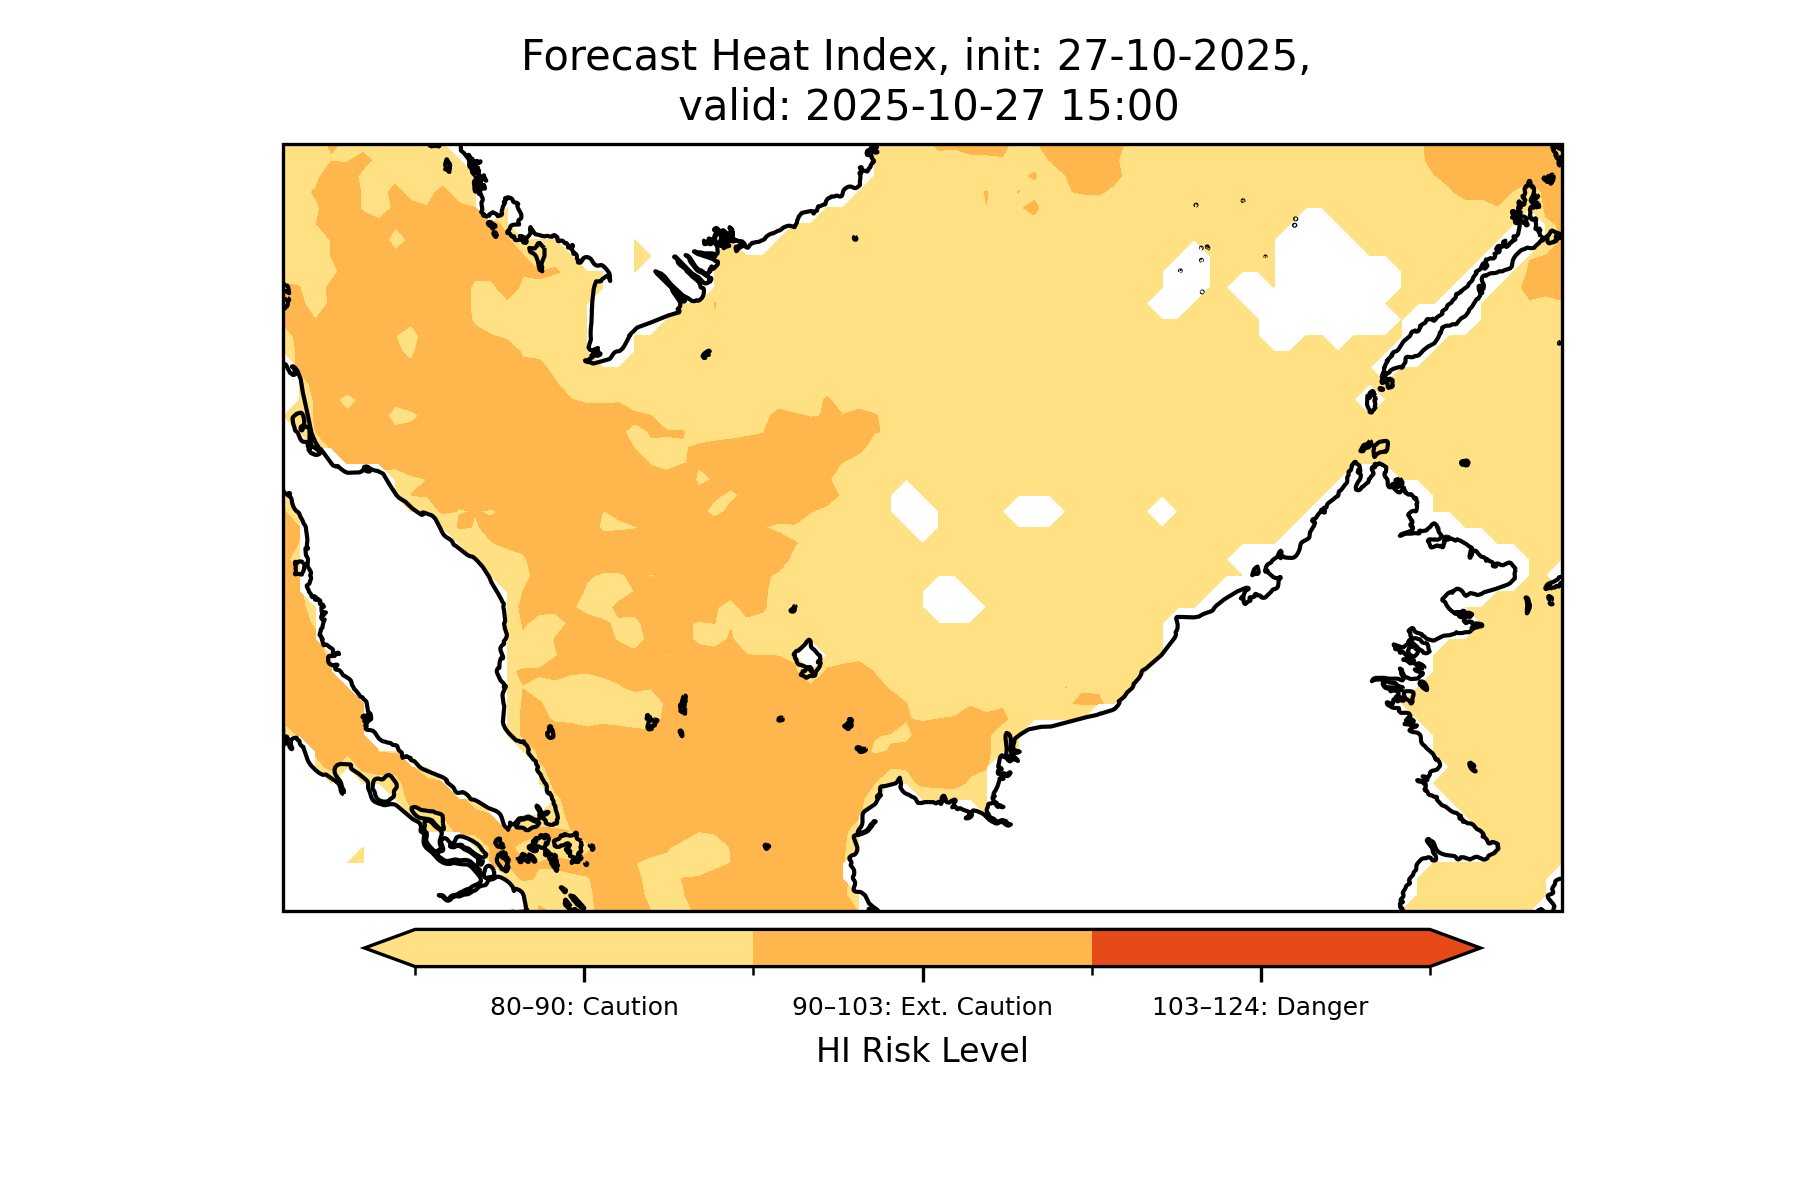 Forecast Heat Index, init: 27-10-2025,
valid: 2025-10-27 15:00
80–90: Caution
90–103: Ext. Caution
103–124: Danger
HI Risk Level